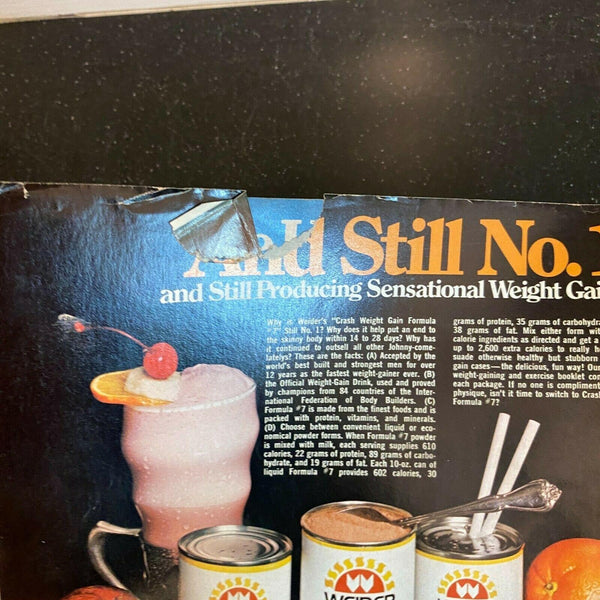 And Still No. 1
and Still Producing Sensational Weight Gai
Why is Weider's "Crash Weight Gain Formula
#7" Still No. 1? Why does it help put an end to
the skinny body within 14 to 28 days? Why has
it continued to outsell all other Johnny-come-
latelys? These are the facts: (A) Accepted by the
world's best built and strongest men for over
12 years as the fastest weight-gainer ever. (B)
the Official Weight-Gain Drink, used and proved
by champions from 84 countries of the Inter-
national Federation of Body Builders. (C)
Formula #7 is made from the finest foods and is
packed with protein, vitamins, and minerals.
(D) Choose between convenient liquid or eco-
nomical powder forms. When Formula #7 powder
is mixed with milk, each serving supplies 610
calories, 22 grams of protein, 89 grams of carbo-
hydrate, and 19 grams of fat. Each 10-oz. can of
liquid Formula #7 provides 602 calories, 30
grams of protein, 35 grams of carbohydra
38 grams of fat. Mix either form wit
calorie ingredients as directed and get a
up to 2,600 extra calories to really h
suade otherwise healthy but stubborn
gain cases—the delicious, fun way! Our
weight-gaining and exercise booklet co
each package. If no one is complimen
physique, isn't it time to switch to Cras
Formula #7?
WEIDER